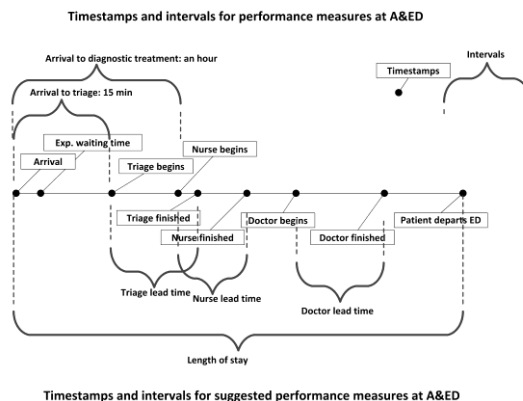 Timestamps and intervals for performance measures at A&ED
Arrival to diagnostic treatment: an hour
Intervals
Timestamps
Arrival to triage: 15 min
Exp. waiting time
Nurse begins
Arrival
Triage begins
Triage finished
Doctor begins
Patient departs ED
Nurse finished
Doctor finished
Triage lead time
Nurse lead time
Doctor lead time
Length of stay
Timestamps and intervals for suggested performance measures at A&ED